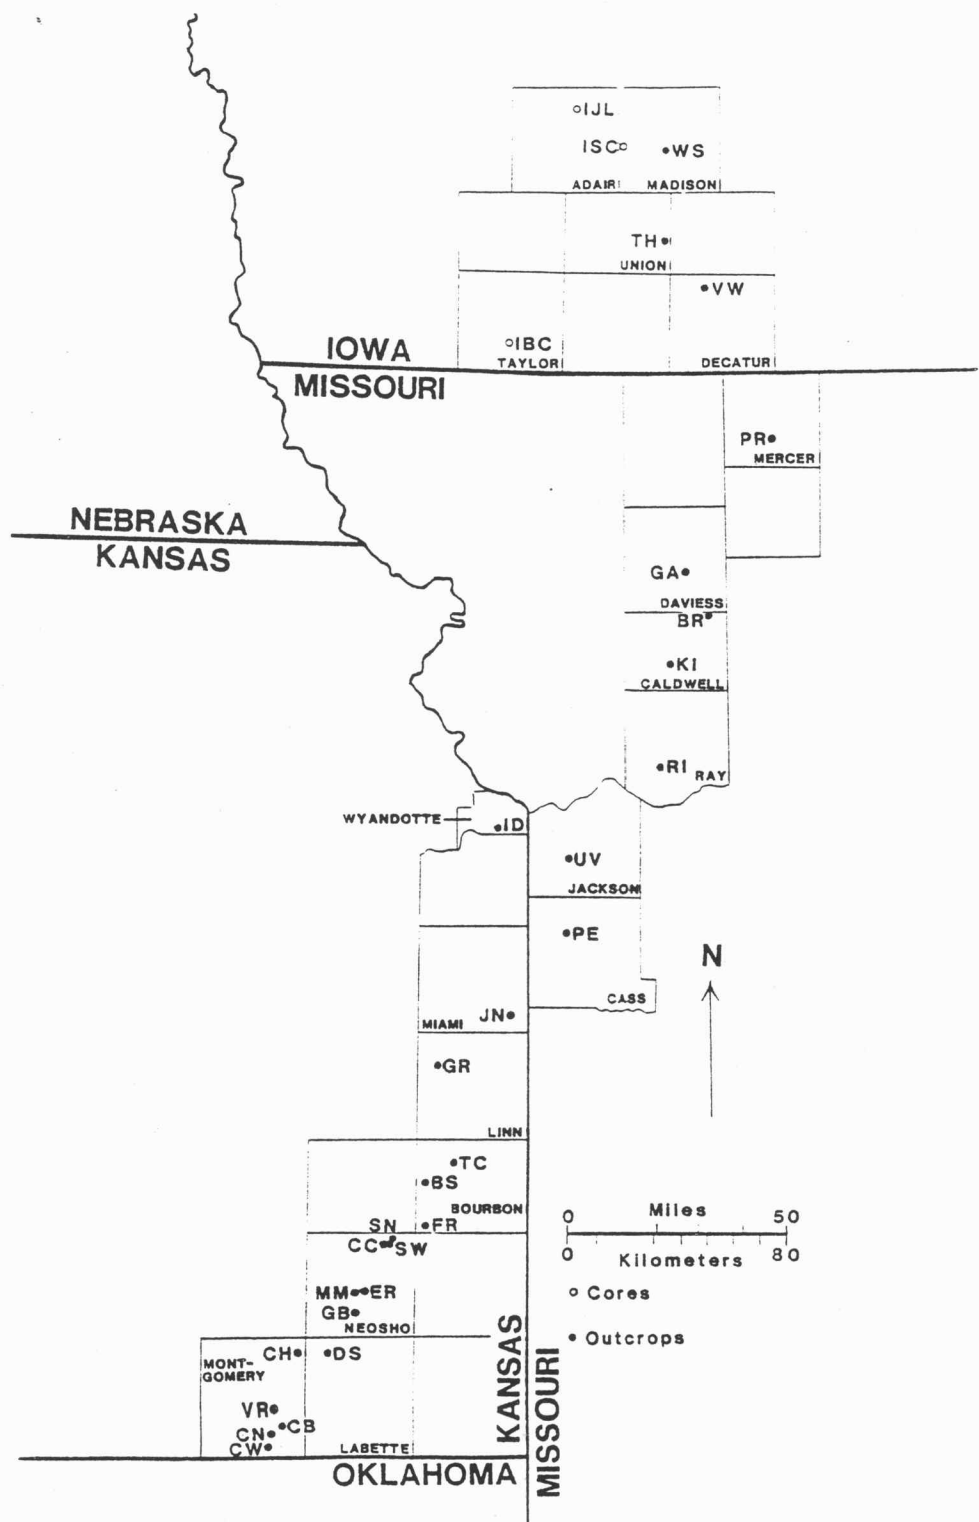 IJL
ISC
WS
ADAIR
MADISON
TH
UNION
VW
IBC
TAYLOR
DECATUR
IOWA
MISSOURI
PR
MERCER
NEBRASKA
KANSAS
GA
DAVIESS
BR
KI
CALDWELL
RI
RAY
WYANDOTTE
ID
UV
JACKSON
PE
N
CASS
JN
MIAMI
GR
LINN
TC
BS
BOURBON
SN
FR
CC
SW
Miles
0 50
0 80
Kilometers
Cores
Outcrops
MM
ER
GB
NEOSHO
KANSAS
MISSOURI
CH
DS
MONT-
GOMERY
VR
CB
CN
CW
LABETTE
OKLAHOMA